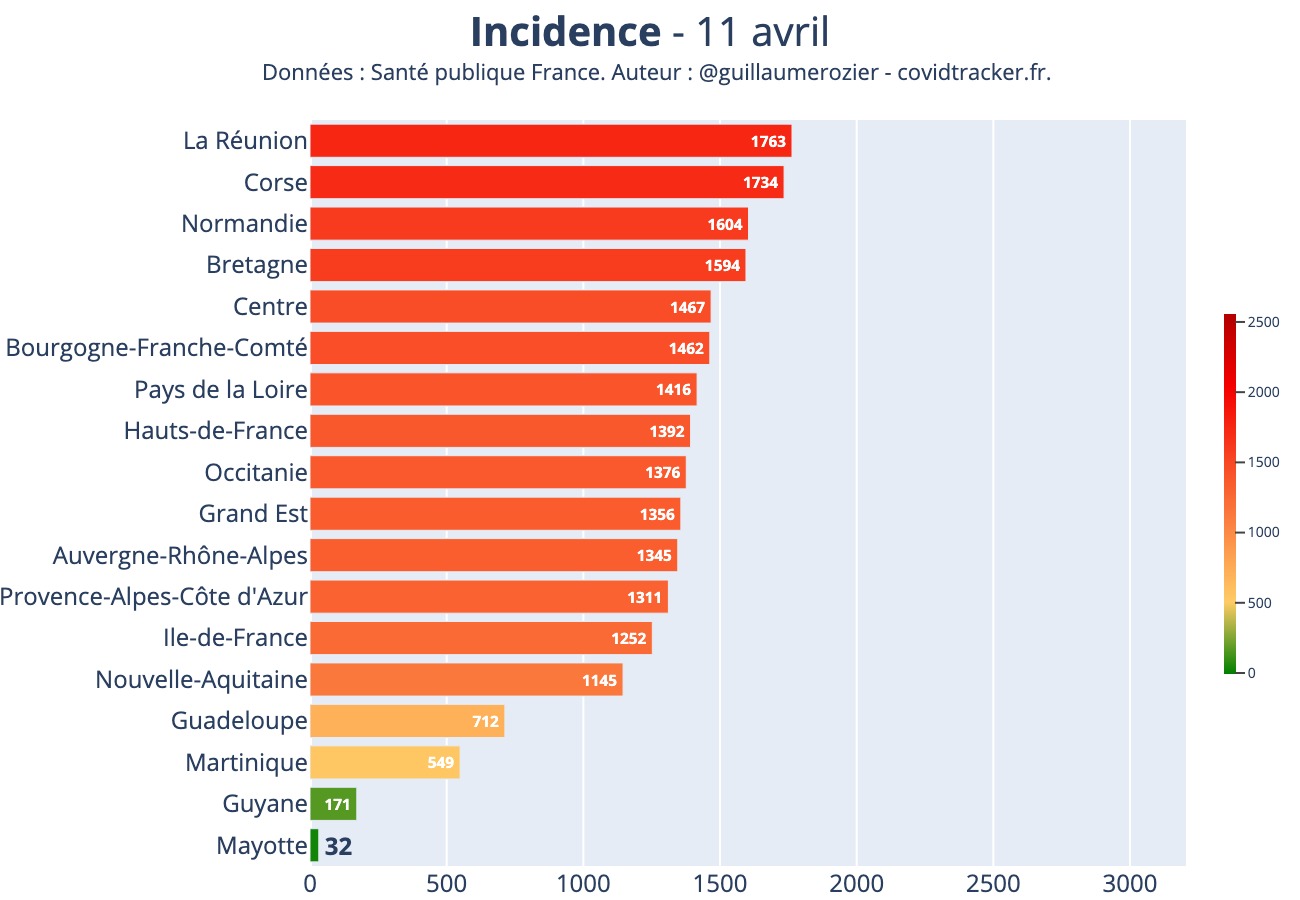 Incidence - 11 avril
Données : Santé publique France. Auteur : @guillaumerozier - covidtracker.fr.
La Réunion 1763
Corse 1734
Normandie 1604
Bretagne 1594
Centre 1467
Bourgogne-Franche-Comté 1462
Pays de la Loire 1416
Hauts-de-France 1392
Occitanie 1376
Grand Est 1356
Auvergne-Rhône-Alpes 1345
Provence-Alpes-Côte d'Azur 1311
Ile-de-France 1252
Nouvelle-Aquitaine 1145
Guadeloupe 712
Martinique 549
Guyane 171
Mayotte 32
0 500 1000 1500 2000 2500 3000
2500
2000
1500
1000
500
0